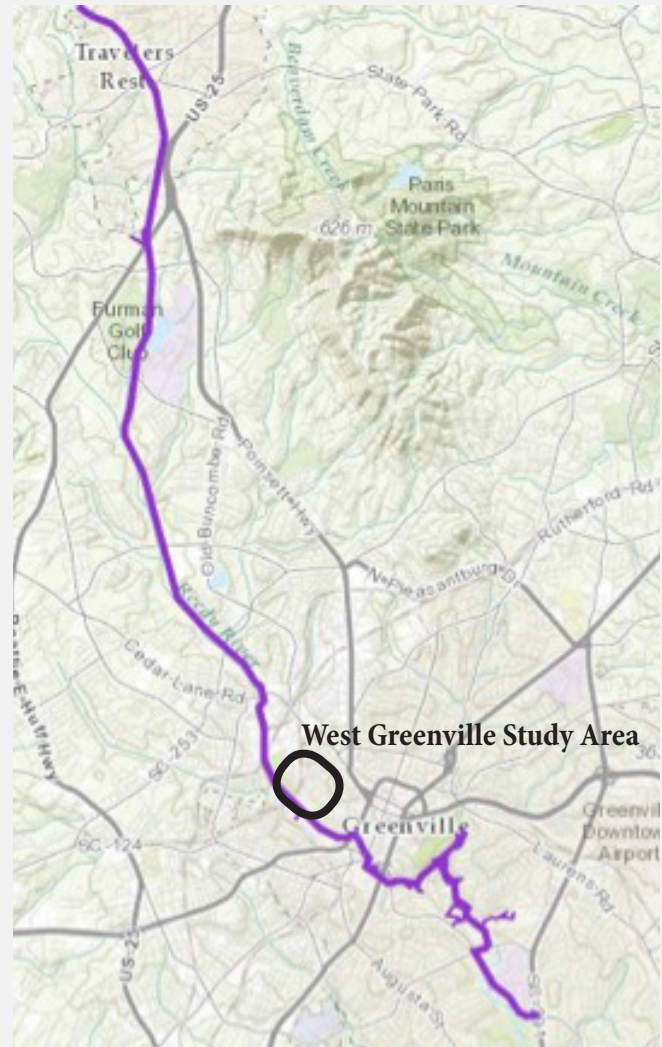 Travelers
Rest
US-25
Beaverdam Creek
State Park Rd
Paris
Mountain
State Park
626 m
Mountain Creek
Furman
Golf
Club
Old Buncombe Rd
Poinsett Hwy
Rutherford Rd
N Pleasantburg Dr
Reedy River
Cedar Lane Rd
West Greenville Study Area
SC-253
36
Greenvil
Downtow
Airport
Greenville
SC-124
Laurens Rd
US-25
Augusta St